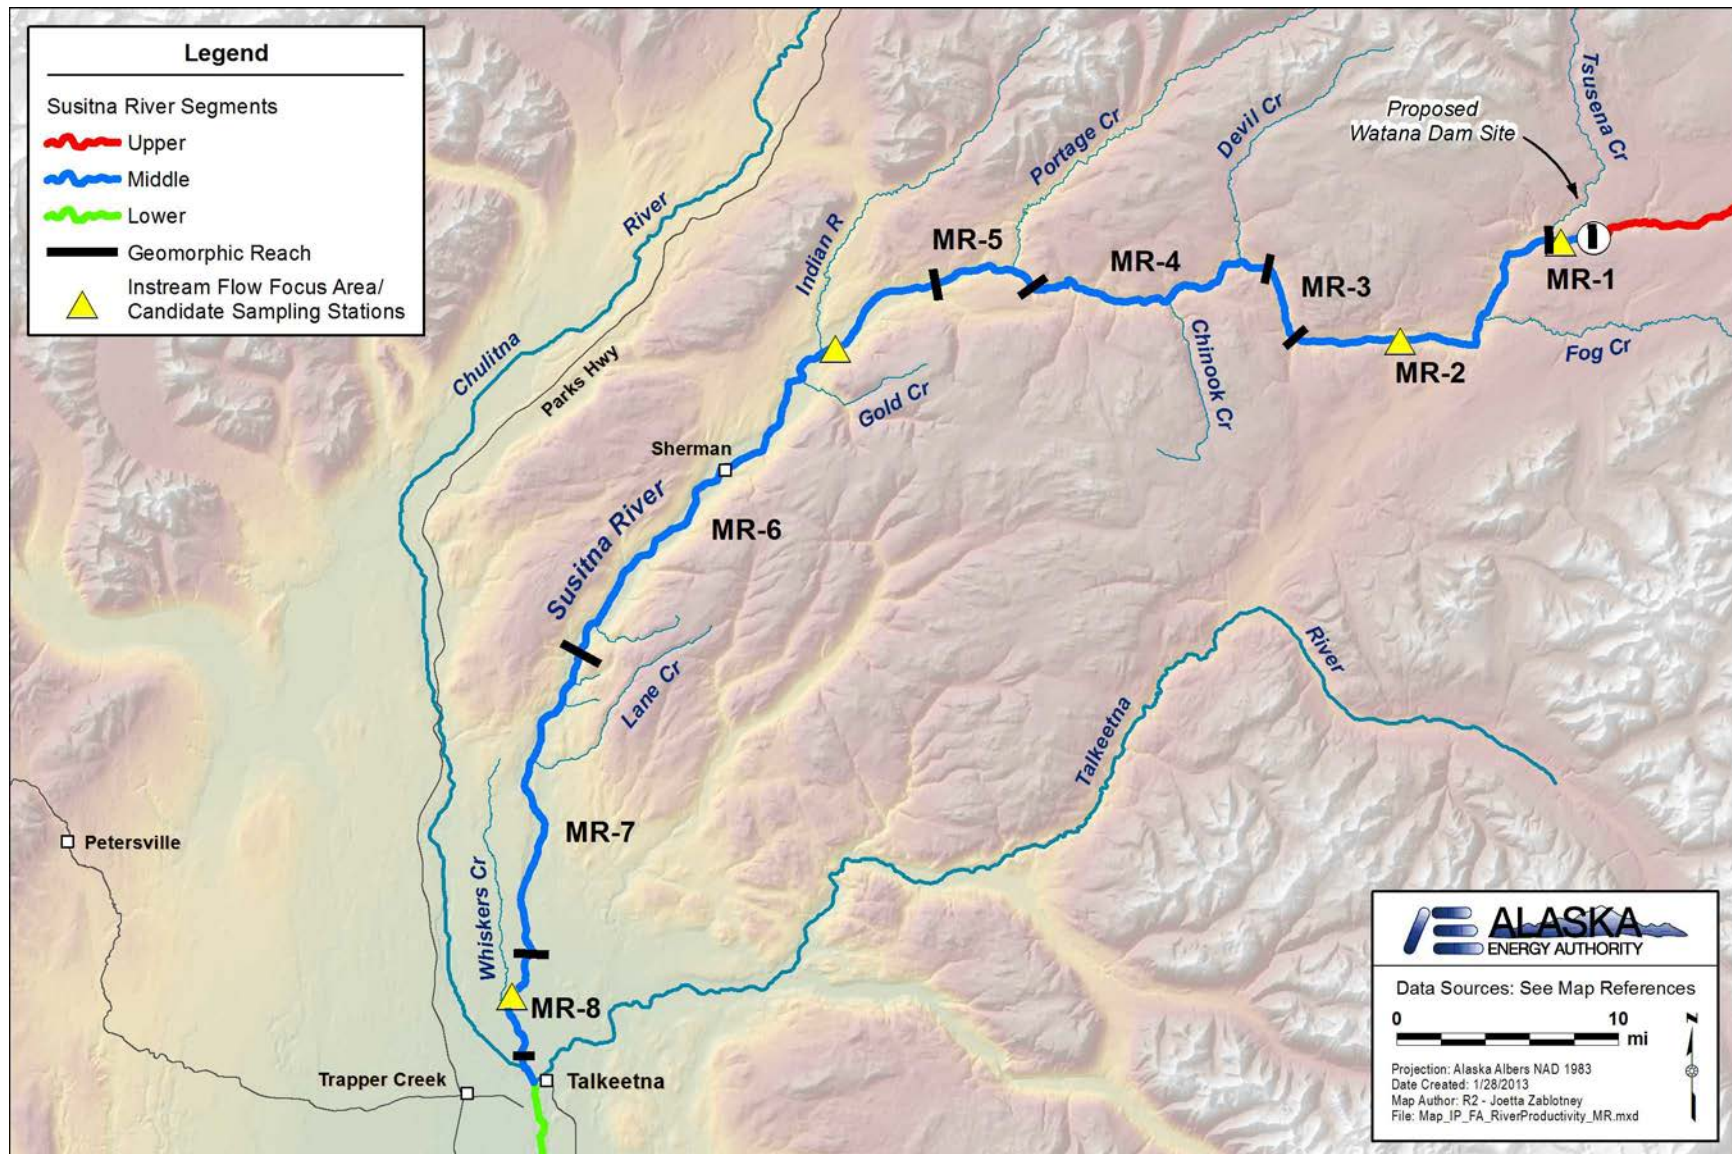 Legend
Susitna River Segments
Upper
Middle
Lower
Geomorphic Reach
Instream Flow Focus Area/
Candidate Sampling Stations
Chulitna
River
Parks Hwy
Indian R
Portage Cr
Devil Cr
Tsusena Cr
Proposed
Watana Dam Site
MR-5
MR-4
MR-3
MR-1
MR-2
Fog Cr
Chinook Cr
Gold Cr
Sherman
Susitna River
MR-6
Lane Cr
River
Talkeetna
MR-7
Petersville
Whiskers Cr
MR-8
Trapper Creek
Talkeetna
ALASKA
ENERGY AUTHORITY
Data Sources: See Map References
0 10
mi
N
Projection: Alaska Albers NAD 1983
Date Created: 1/28/2013
Map Author: R2 - Joetta Zablotney
File: Map_IP_FA_RiverProductivity_MR.mxd